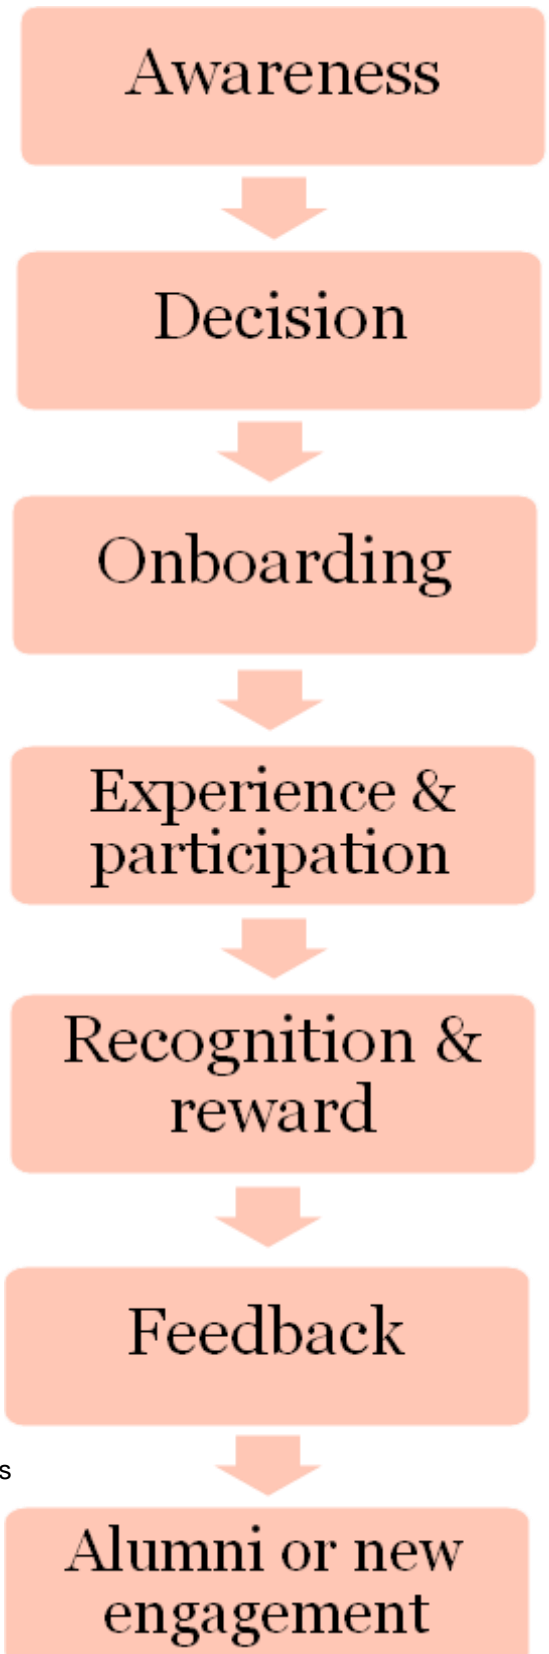 Awareness
Decision
Onboarding
Experience &
participation
Recognition &
reward
Feedback
s
Alumni or new
engagement